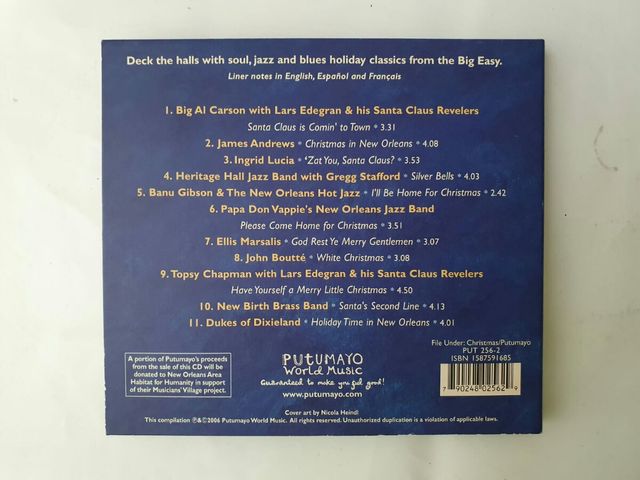 Deck the halls with soul, jazz and blues holiday classics from the Big Easy.
Liner notes in English, Español and Français
1. Big Al Carson with Lars Edegran & his Santa Claus Revelers
Santa Claus is Comin' to Town * 3.31
2. James Andrews * Christmas in New Orleans * 4.08
3. Ingrid Lucia * 'Zat You, Santa Claus? * 3.53
4. Heritage Hall Jazz Band with Gregg Stafford * Silver Bells * 4.03
5. Banu Gibson & The New Orleans Hot Jazz * I'll Be Home For Christmas * 2.42
6. Papa Don Vappie's New Orleans Jazz Band
Please Come Home for Christmas * 3.51
7. Ellis Marsalis * God Rest Ye Merry Gentlemen * 3.07
8. John Boutté * White Christmas * 3.08
9. Topsy Chapman with Lars Edegran & his Santa Claus Revelers
Have Yourself a Merry Little Christmas * 4.50
10. New Birth Brass Band * Santa's Second Line * 4.13
11. Dukes of Dixieland * Holiday Time in New Orleans * 4.01
A portion of Putumayo's proceeds
from the sale of this CD will be
donated to New Orleans Area
Habitat for Humanity in support
of their Musicians' Village project.
PUTUMAYO
World Music
Guaranteed to make you feel good!
www.putumayo.com
File Under: Christmas/Putumayo
PUT 256-2
ISBN 1587591685
7 90248 02562 9
Cover art by Nicola Heindl
This compilation ℗&©2006 Putumayo World Music. All rights reserved. Unauthorized duplication is a violation of applicable laws.